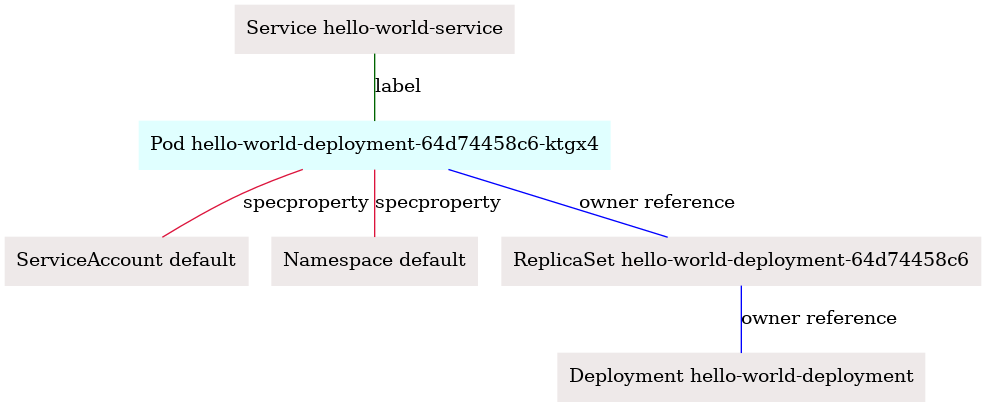 Service hello-world-service
label
Pod hello-world-deployment-64d74458c6-ktgx4
specproperty
specproperty
owner reference
ServiceAccount default
Namespace default
ReplicaSet hello-world-deployment-64d74458c6
owner reference
Deployment hello-world-deployment